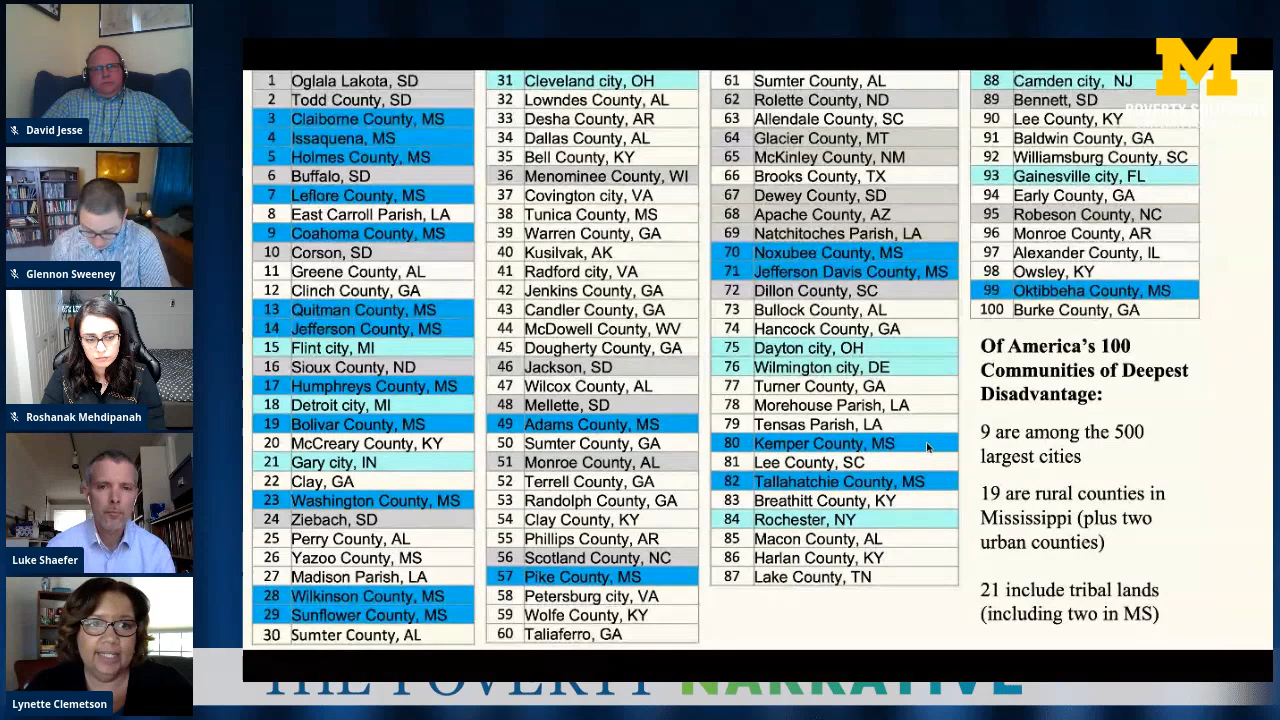 David Jesse
Glennon Sweeney
Roshanak Mehdipanah
Luke Shaefer
Lynette Clemetson
1 Oglala Lakota, SD
2 Todd County, SD
3 Claiborne County, MS
4 Issaquena, MS
5 Holmes County, MS
6 Buffalo, SD
7 Leflore County, MS
8 East Carroll Parish, LA
9 Coahoma County, MS
10 Corson, SD
11 Greene County, AL
12 Clinch County, GA
13 Quitman County, MS
14 Jefferson County, MS
15 Flint city, MI
16 Sioux County, ND
17 Humphreys County, MS
18 Detroit city, MI
19 Bolivar County, MS
20 McCreary County, KY
21 Gary city, IN
22 Clay, GA
23 Washington County, MS
24 Ziebach, SD
25 Perry County, AL
26 Yazoo County, MS
27 Madison Parish, LA
28 Wilkinson County, MS
29 Sunflower County, MS
30 Sumter County, AL
31 Cleveland city, OH
32 Lowndes County, AL
33 Desha County, AR
34 Dallas County, AL
35 Bell County, KY
36 Menominee County, WI
37 Covington city, VA
38 Tunica County, MS
39 Warren County, GA
40 Kusilvak, AK
41 Radford city, VA
42 Jenkins County, GA
43 Candler County, GA
44 McDowell County, WV
45 Dougherty County, GA
46 Jackson, SD
47 Wilcox County, AL
48 Mellette, SD
49 Adams County, MS
50 Sumter County, GA
51 Monroe County, AL
52 Terrell County, GA
53 Randolph County, GA
54 Clay County, KY
55 Phillips County, AR
56 Scotland County, NC
57 Pike County, MS
58 Petersburg city, VA
59 Wolfe County, KY
60 Taliaferro, GA
61 Sumter County, AL
62 Rolette County, ND
63 Allendale County, SC
64 Glacier County, MT
65 McKinley County, NM
66 Brooks County, TX
67 Dewey County, SD
68 Apache County, AZ
69 Natchitoches Parish, LA
70 Noxubee County, MS
71 Jefferson Davis County, MS
72 Dillon County, SC
73 Bullock County, AL
74 Hancock County, GA
75 Dayton city, OH
76 Wilmington city, DE
77 Turner County, GA
78 Morehouse Parish, LA
79 Tensas Parish, LA
80 Kemper County, MS
81 Lee County, SC
82 Tallahatchie County, MS
83 Breathitt County, KY
84 Rochester, NY
85 Macon County, AL
86 Harlan County, KY
87 Lake County, TN
88 Camden city, NJ
89 Bennett, SD
90 Lee County, KY
91 Baldwin County, GA
92 Williamsburg County, SC
93 Gainesville city, FL
94 Early County, GA
95 Robeson County, NC
96 Monroe County, AR
97 Alexander County, IL
98 Owsley, KY
99 Oktibbeha County, MS
100 Burke County, GA
Of America's 100
Communities of Deepest
Disadvantage:
9 are among the 500
largest cities
19 are rural counties in
Mississippi (plus two
urban counties)
21 include tribal lands
(including two in MS)
M
THE POVERTY NARRATIVE